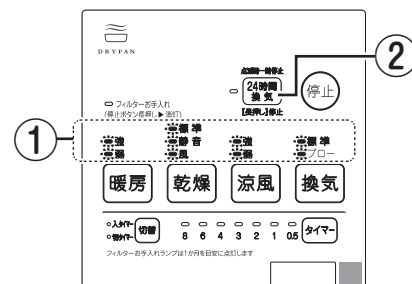 DRYFAN
点灯時一時停止
24時間
換気
[長押し]停止
停止
②
フィルターお手入れ
(停止ボタン長押し▶消灯)
①
強
弱
標準
静音
風
強
弱
標準
ブロー
暖房
乾燥
涼風
換気
入タイマー
切タイマー
切替
8 6 4 3 2 1 0.5
タイマー
フィルターお手入れランプは1か月を目安に点灯します